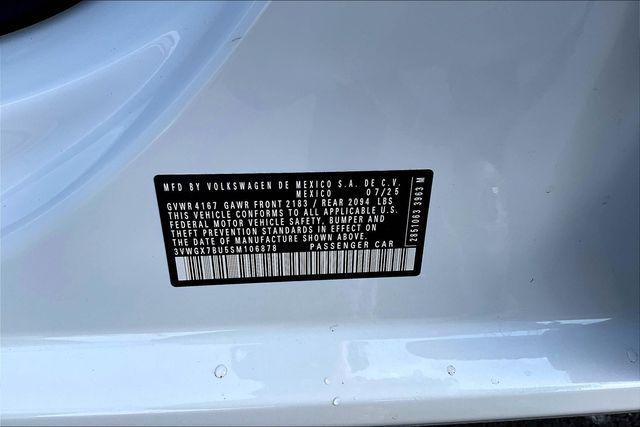 MFD BY VOLKSWAGEN DE MEXICO S.A. DE C.V.
MEXICO 07/25
GVWR 4167 GAWR FRONT 2183 / REAR 2094 LBS.
THIS VEHICLE CONFORMS TO ALL APPLICABLE U.S.
FEDERAL MOTOR VEHICLE SAFETY, BUMPER AND
THEFT PREVENTION STANDARDS IN EFFECT ON
THE DATE OF MANUFACTURE SHOWN ABOVE.
3VWGX7BU5SM106878 PASSENGER CAR
2851063 3963 M